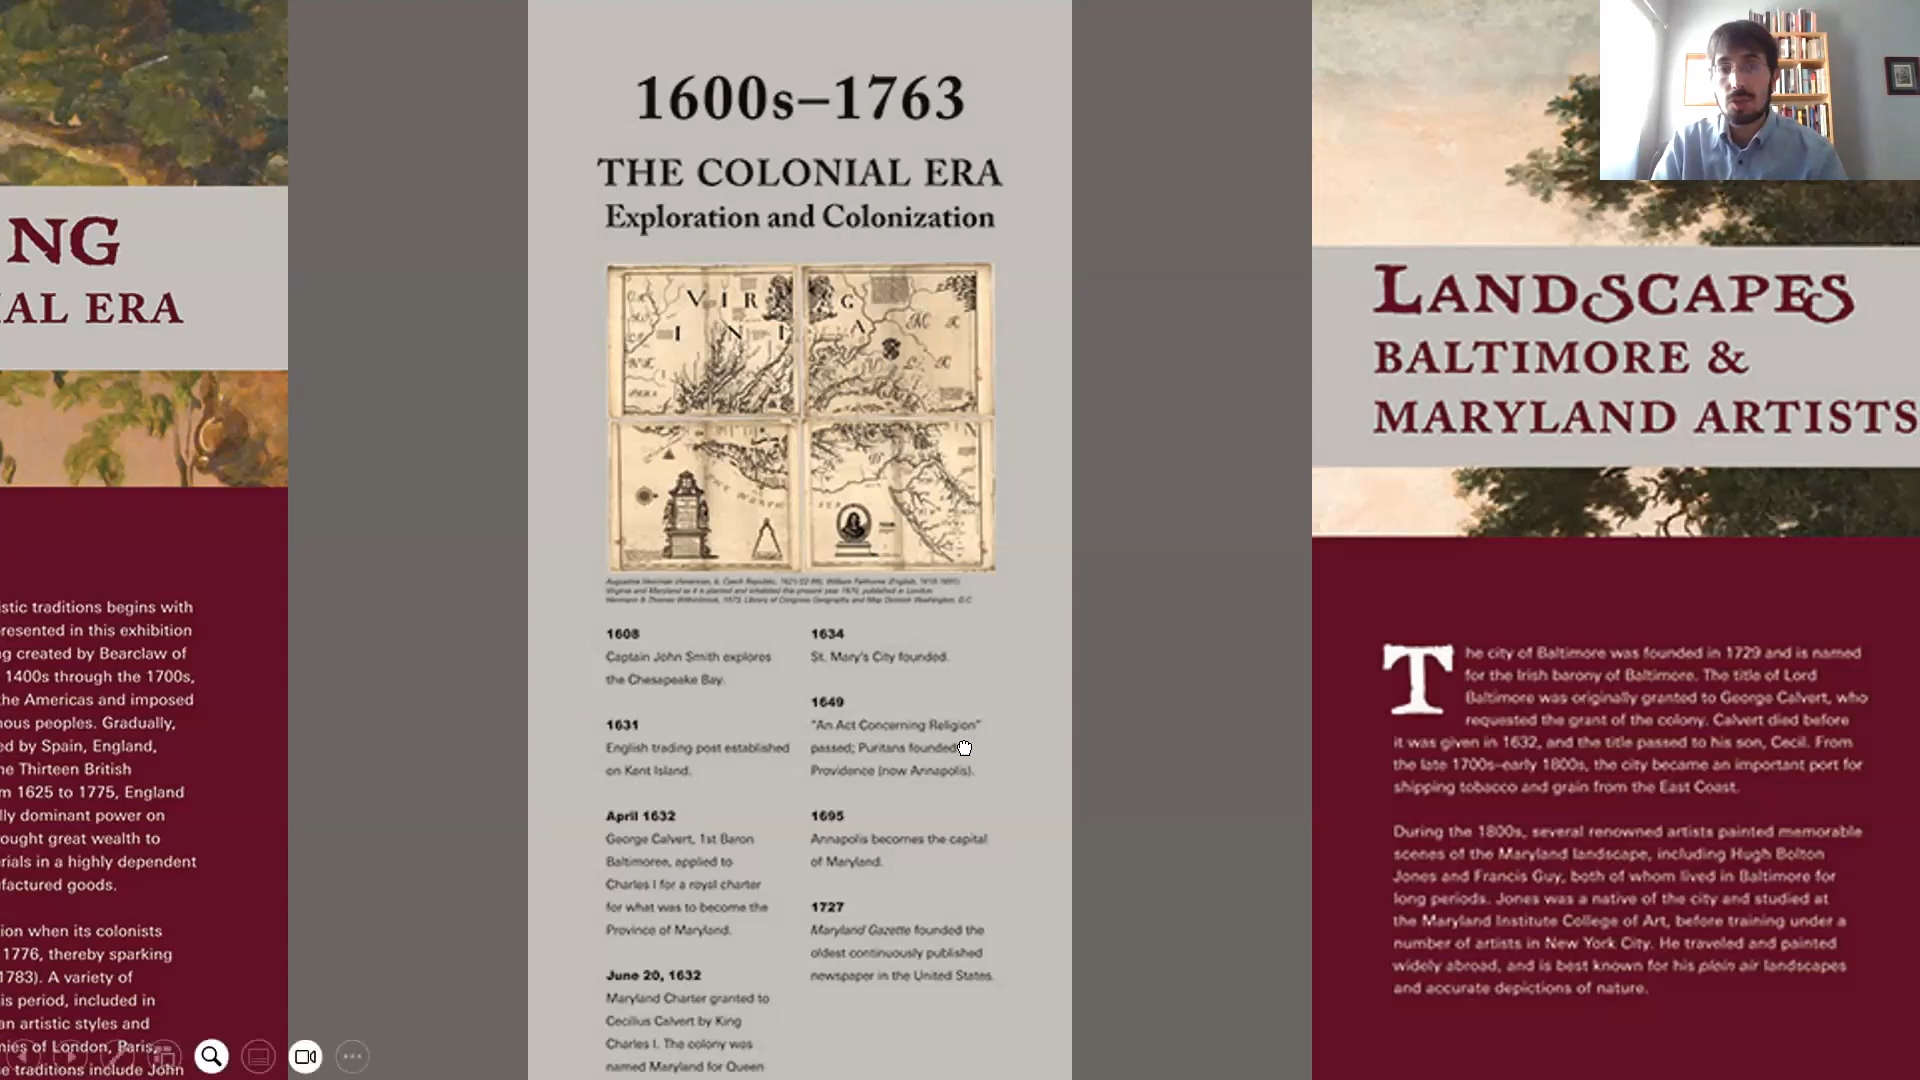 NG
IAL ERA
istic traditions begins with
resented in this exhibition
ng created by Bearclaw of
1400s through the 1700s,
the Americas and imposed
nous peoples. Gradually,
ed by Spain, England,
he Thirteen British
m 1625 to 1775, England
lly dominant power on
rought great wealth to
rials in a highly dependent
factured goods.
ion when its colonists
1776, thereby sparking
1783). A variety of
is period, included in
an artistic styles and
mies of London, Paris,
se traditions include John
1600s–1763
THE COLONIAL ERA
Exploration and Colonization
VIRG
INIA
1608
Captain John Smith explores
the Chesapeake Bay.
1631
English trading post established
on Kent Island.
April 1632
George Calvert, 1st Baron
Baltimoree, applied to
Charles I for a royal charter
for what was to become the
Province of Maryland.
June 20, 1632
Maryland Charter granted to
Cecilius Calvert by King
Charles I. The colony was
named Maryland for Queen
1634
St. Mary's City founded.
1649
"An Act Concerning Religion"
passed; Puritans founded
Providence (now Annapolis).
1695
Annapolis becomes the capital
of Maryland.
1727
Maryland Gazette founded the
oldest continuously published
newspaper in the United States.
LANDSCAPES
BALTIMORE &
MARYLAND ARTISTS
The city of Baltimore was founded in 1729 and is named
for the Irish barony of Baltimore. The title of Lord
Baltimore was originally granted to George Calvert, who
requested the grant of the colony. Calvert died before
it was given in 1632, and the title passed to his son, Cecil. From
the late 1700s–early 1800s, the city became an important port for
shipping tobacco and grain from the East Coast.
During the 1800s, several renowned artists painted memorable
scenes of the Maryland landscape, including Hugh Bolton
Jones and Francis Guy, both of whom lived in Baltimore for
long periods. Jones was a native of the city and studied at
the Maryland Institute College of Art, before training under a
number of artists in New York City. He traveled and painted
widely abroad, and is best known for his plein air landscapes
and accurate depictions of nature.